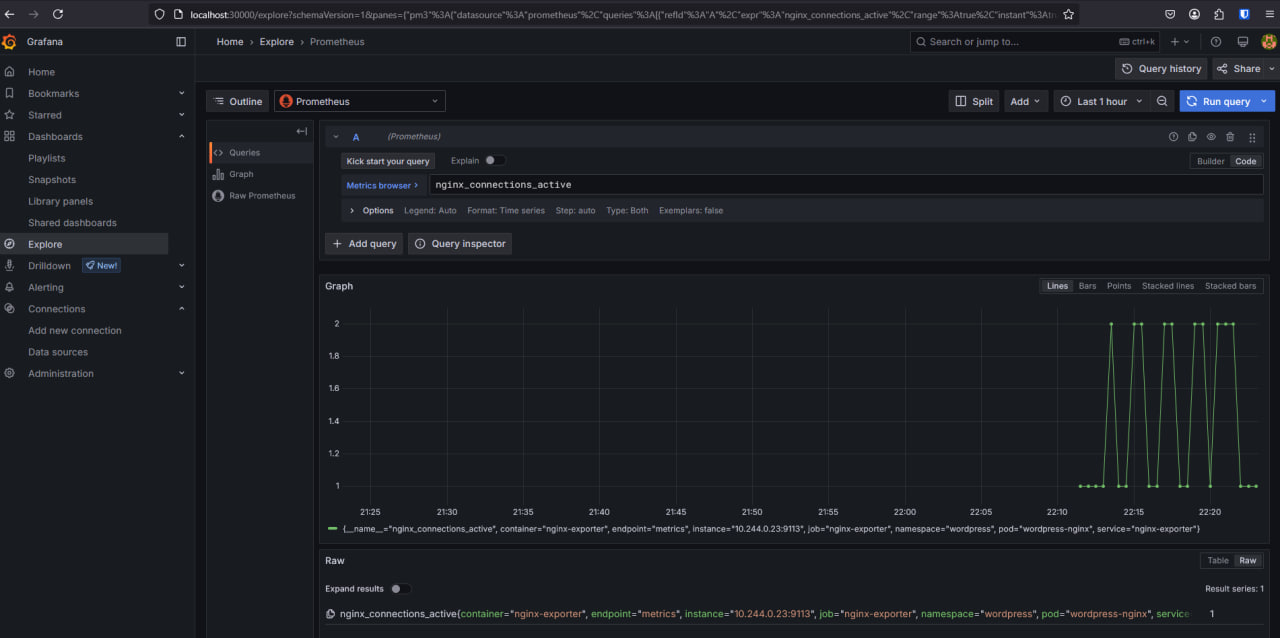 localhost:30000/explore?schemaVersion=1&panes={"pm3"%3A{"datasource"%3A"prometheus"%2C"queries"%3A[{"refId"%3A"A"%2C"expr"%3A"nginx_connections_active"%2C"range"%3Atrue%2C"instant"%3Atru
Grafana
Home › Explore › Prometheus
Search or jump to...
ctrl+k
Query history
Share
Home
Bookmarks
Starred
Dashboards
Playlists
Snapshots
Library panels
Shared dashboards
Explore
Drilldown
New!
Alerting
Connections
Add new connection
Data sources
Administration
Outline
Prometheus
Split
Add
Last 1 hour
Run query
Queries
Graph
Raw Prometheus
A (Prometheus)
Kick start your query
Explain
Builder
Code
Metrics browser ›
nginx_connections_active
Options Legend: Auto Format: Time series Step: auto Type: Both Exemplars: false
+ Add query
Query inspector
Graph
Lines Bars Points Stacked lines Stacked bars
2
1.8
1.6
1.4
1.2
1
21:25 21:30 21:35 21:40 21:45 21:50 21:55 22:00 22:05 22:10 22:15 22:20
{__name__="nginx_connections_active", container="nginx-exporter", endpoint="metrics", instance="10.244.0.23:9113", job="nginx-exporter", namespace="wordpress", pod="wordpress-nginx", service="nginx-exporter"}
Raw
Table Raw
Expand results
Result series: 1
nginx_connections_active{container="nginx-exporter", endpoint="metrics", instance="10.244.0.23:9113", job="nginx-exporter", namespace="wordpress", pod="wordpress-nginx", service 1